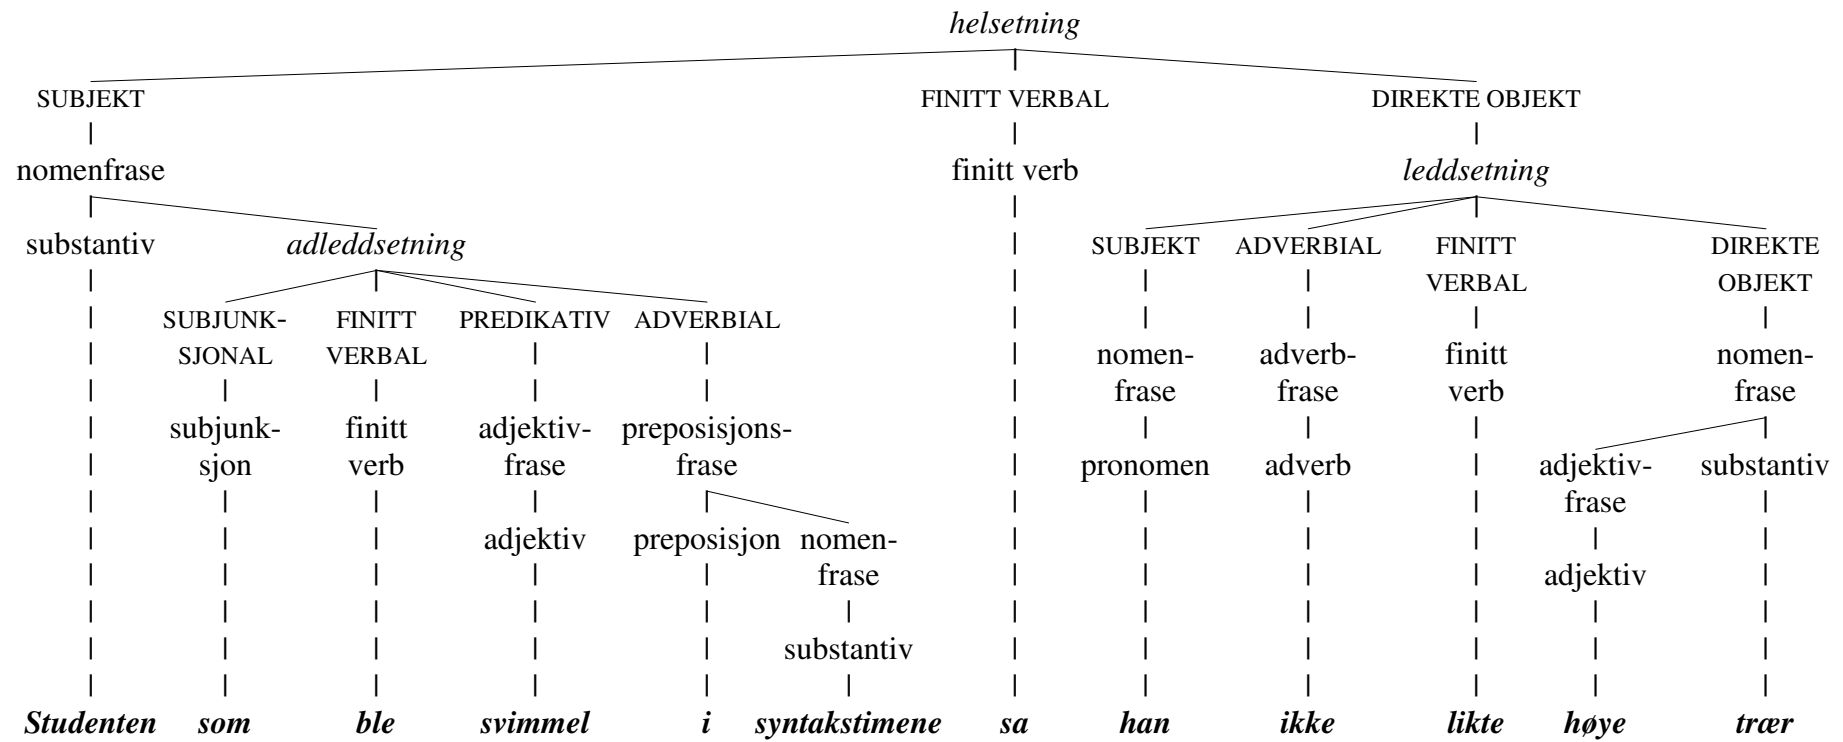 helsetning
SUBJEKT FINITT VERBAL DIREKTE OBJEKT
nomenfrase finitt verb leddsetning
substantiv adleddsetning SUBJEKT ADVERBIAL FINITT DIREKTE
VERBAL OBJEKT
SUBJUNK- FINITT PREDIKATIV ADVERBIAL
SJONAL VERBAL nomen- adverb- finitt nomen-
frase frase verb frase
subjunk- finitt adjektiv- preposisjons-
sjon verb frase frase pronomen adverb adjektiv- substantiv
frase
adjektiv preposisjon nomen-
frase adjektiv
substantiv
Studenten som ble svimmel i syntakstimene sa han ikke likte høye trær